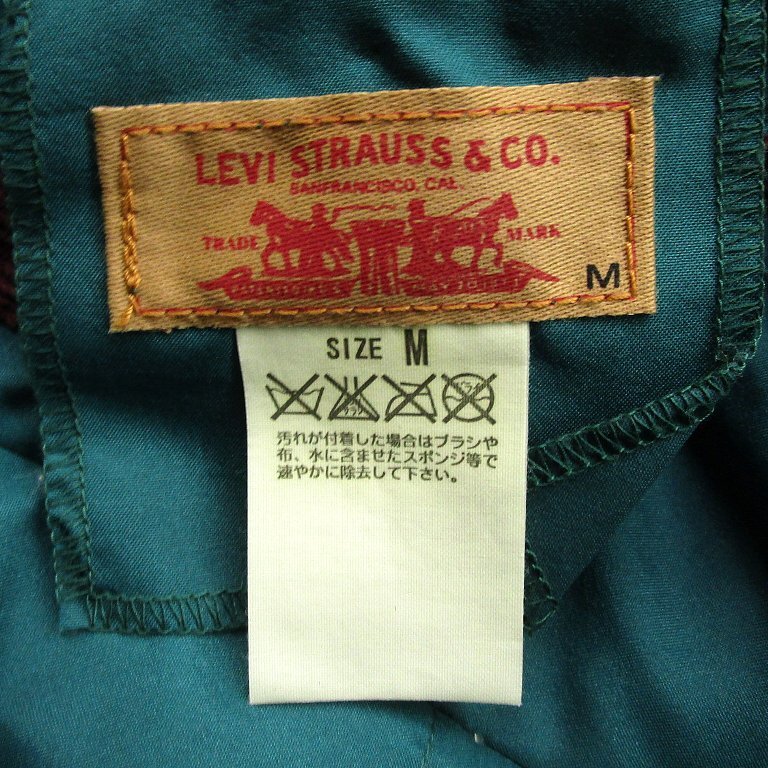 LEVI STRAUSS & CO.
SANFRANCISCO, CAL.
TRADE MARK
M
SIZE M
汚れが付着した場合はブラシや
布、水に含ませたスポンジ等で
速やかに除去して下さい。